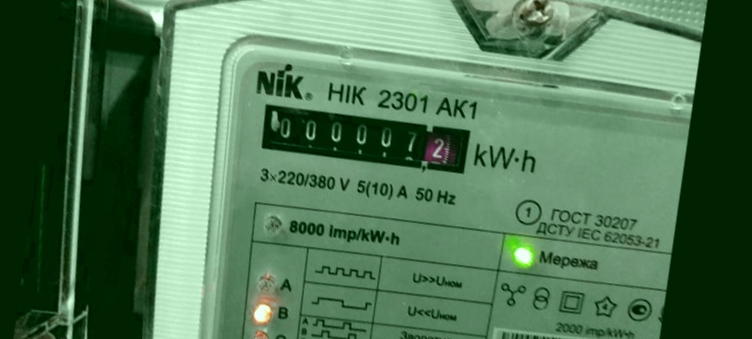 NiK. НІК 2301 АК1
0000072 kW·h
3×220/380 V 5(10) A 50 Hz
1 ГОСТ 30207
ДСТУ IEC 62053-21
8000 imp/kW·h
Мережа
A
U>>Uном
B
U<<Uном
A
B
2000 imp/kW·h